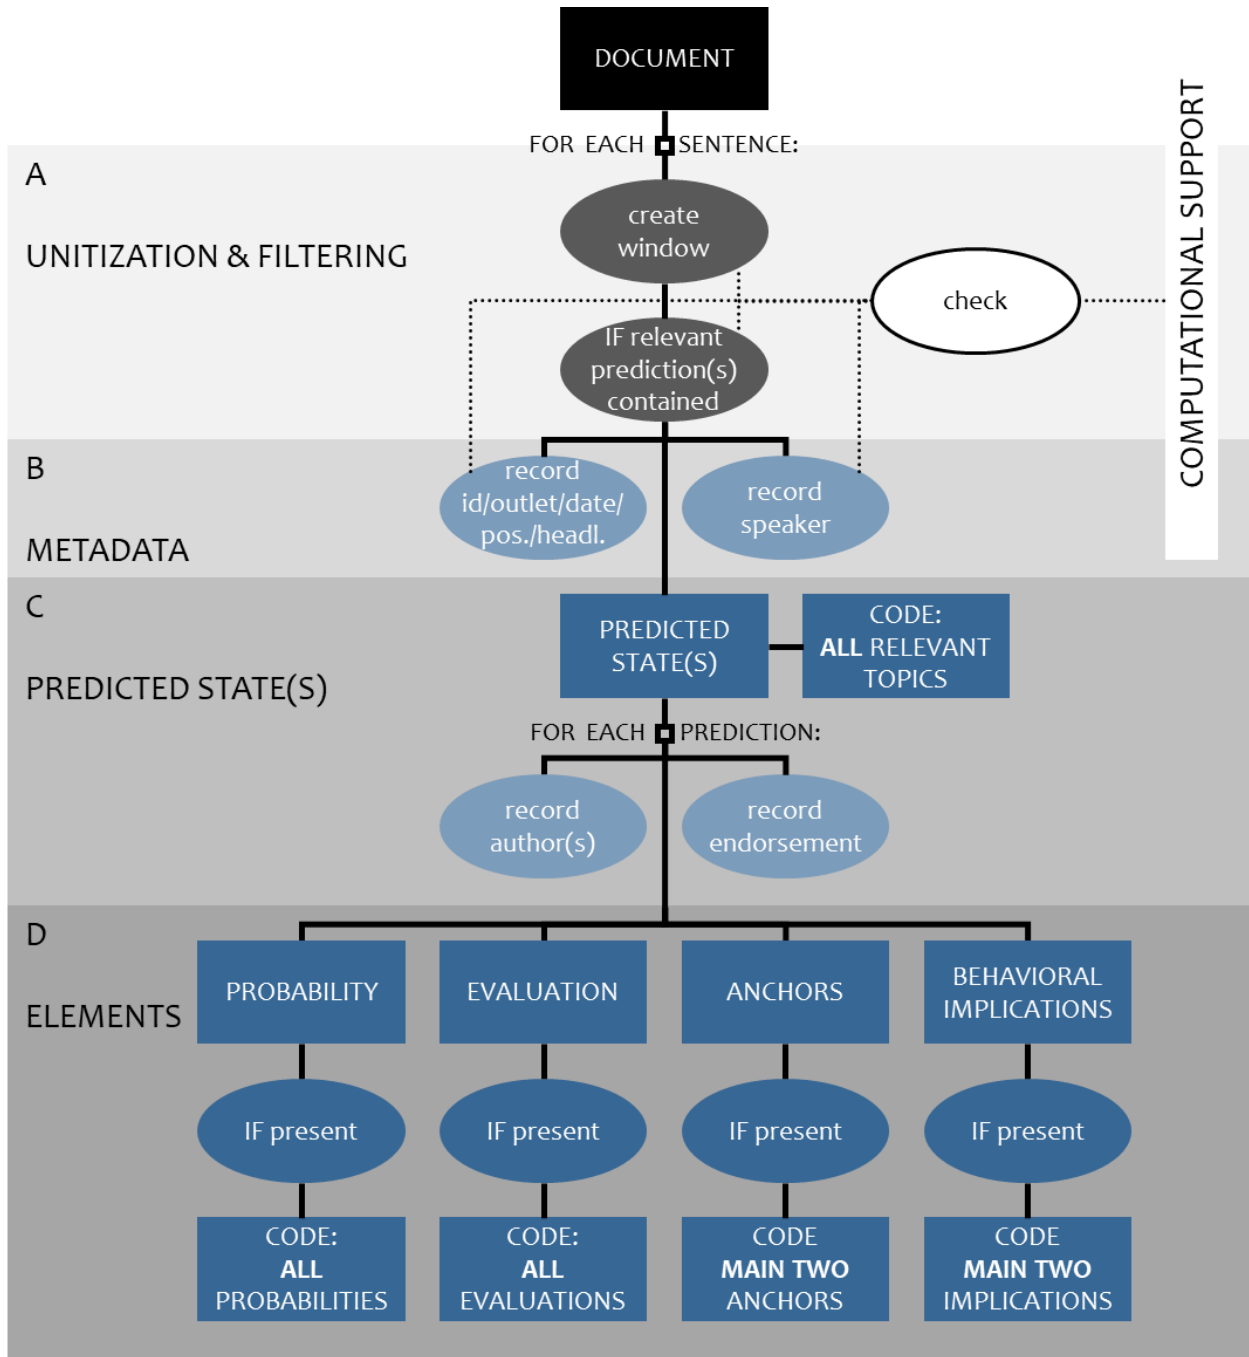 DOCUMENT
FOR EACH SENTENCE:
A
UNITIZATION & FILTERING
create
window
check
COMPUTATIONAL SUPPORT
IF relevant
prediction(s)
contained
B
METADATA
record
id/outlet/date/
pos./headl.
record
speaker
C
PREDICTED STATE(S)
PREDICTED
STATE(S)
CODE:
ALL RELEVANT
TOPICS
FOR EACH PREDICTION:
record
author(s)
record
endorsement
D
ELEMENTS
PROBABILITY
EVALUATION
ANCHORS
BEHAVIORAL
IMPLICATIONS
IF present
IF present
IF present
IF present
CODE:
ALL
PROBABILITIES
CODE:
ALL
EVALUATIONS
CODE
MAIN TWO
ANCHORS
CODE
MAIN TWO
IMPLICATIONS